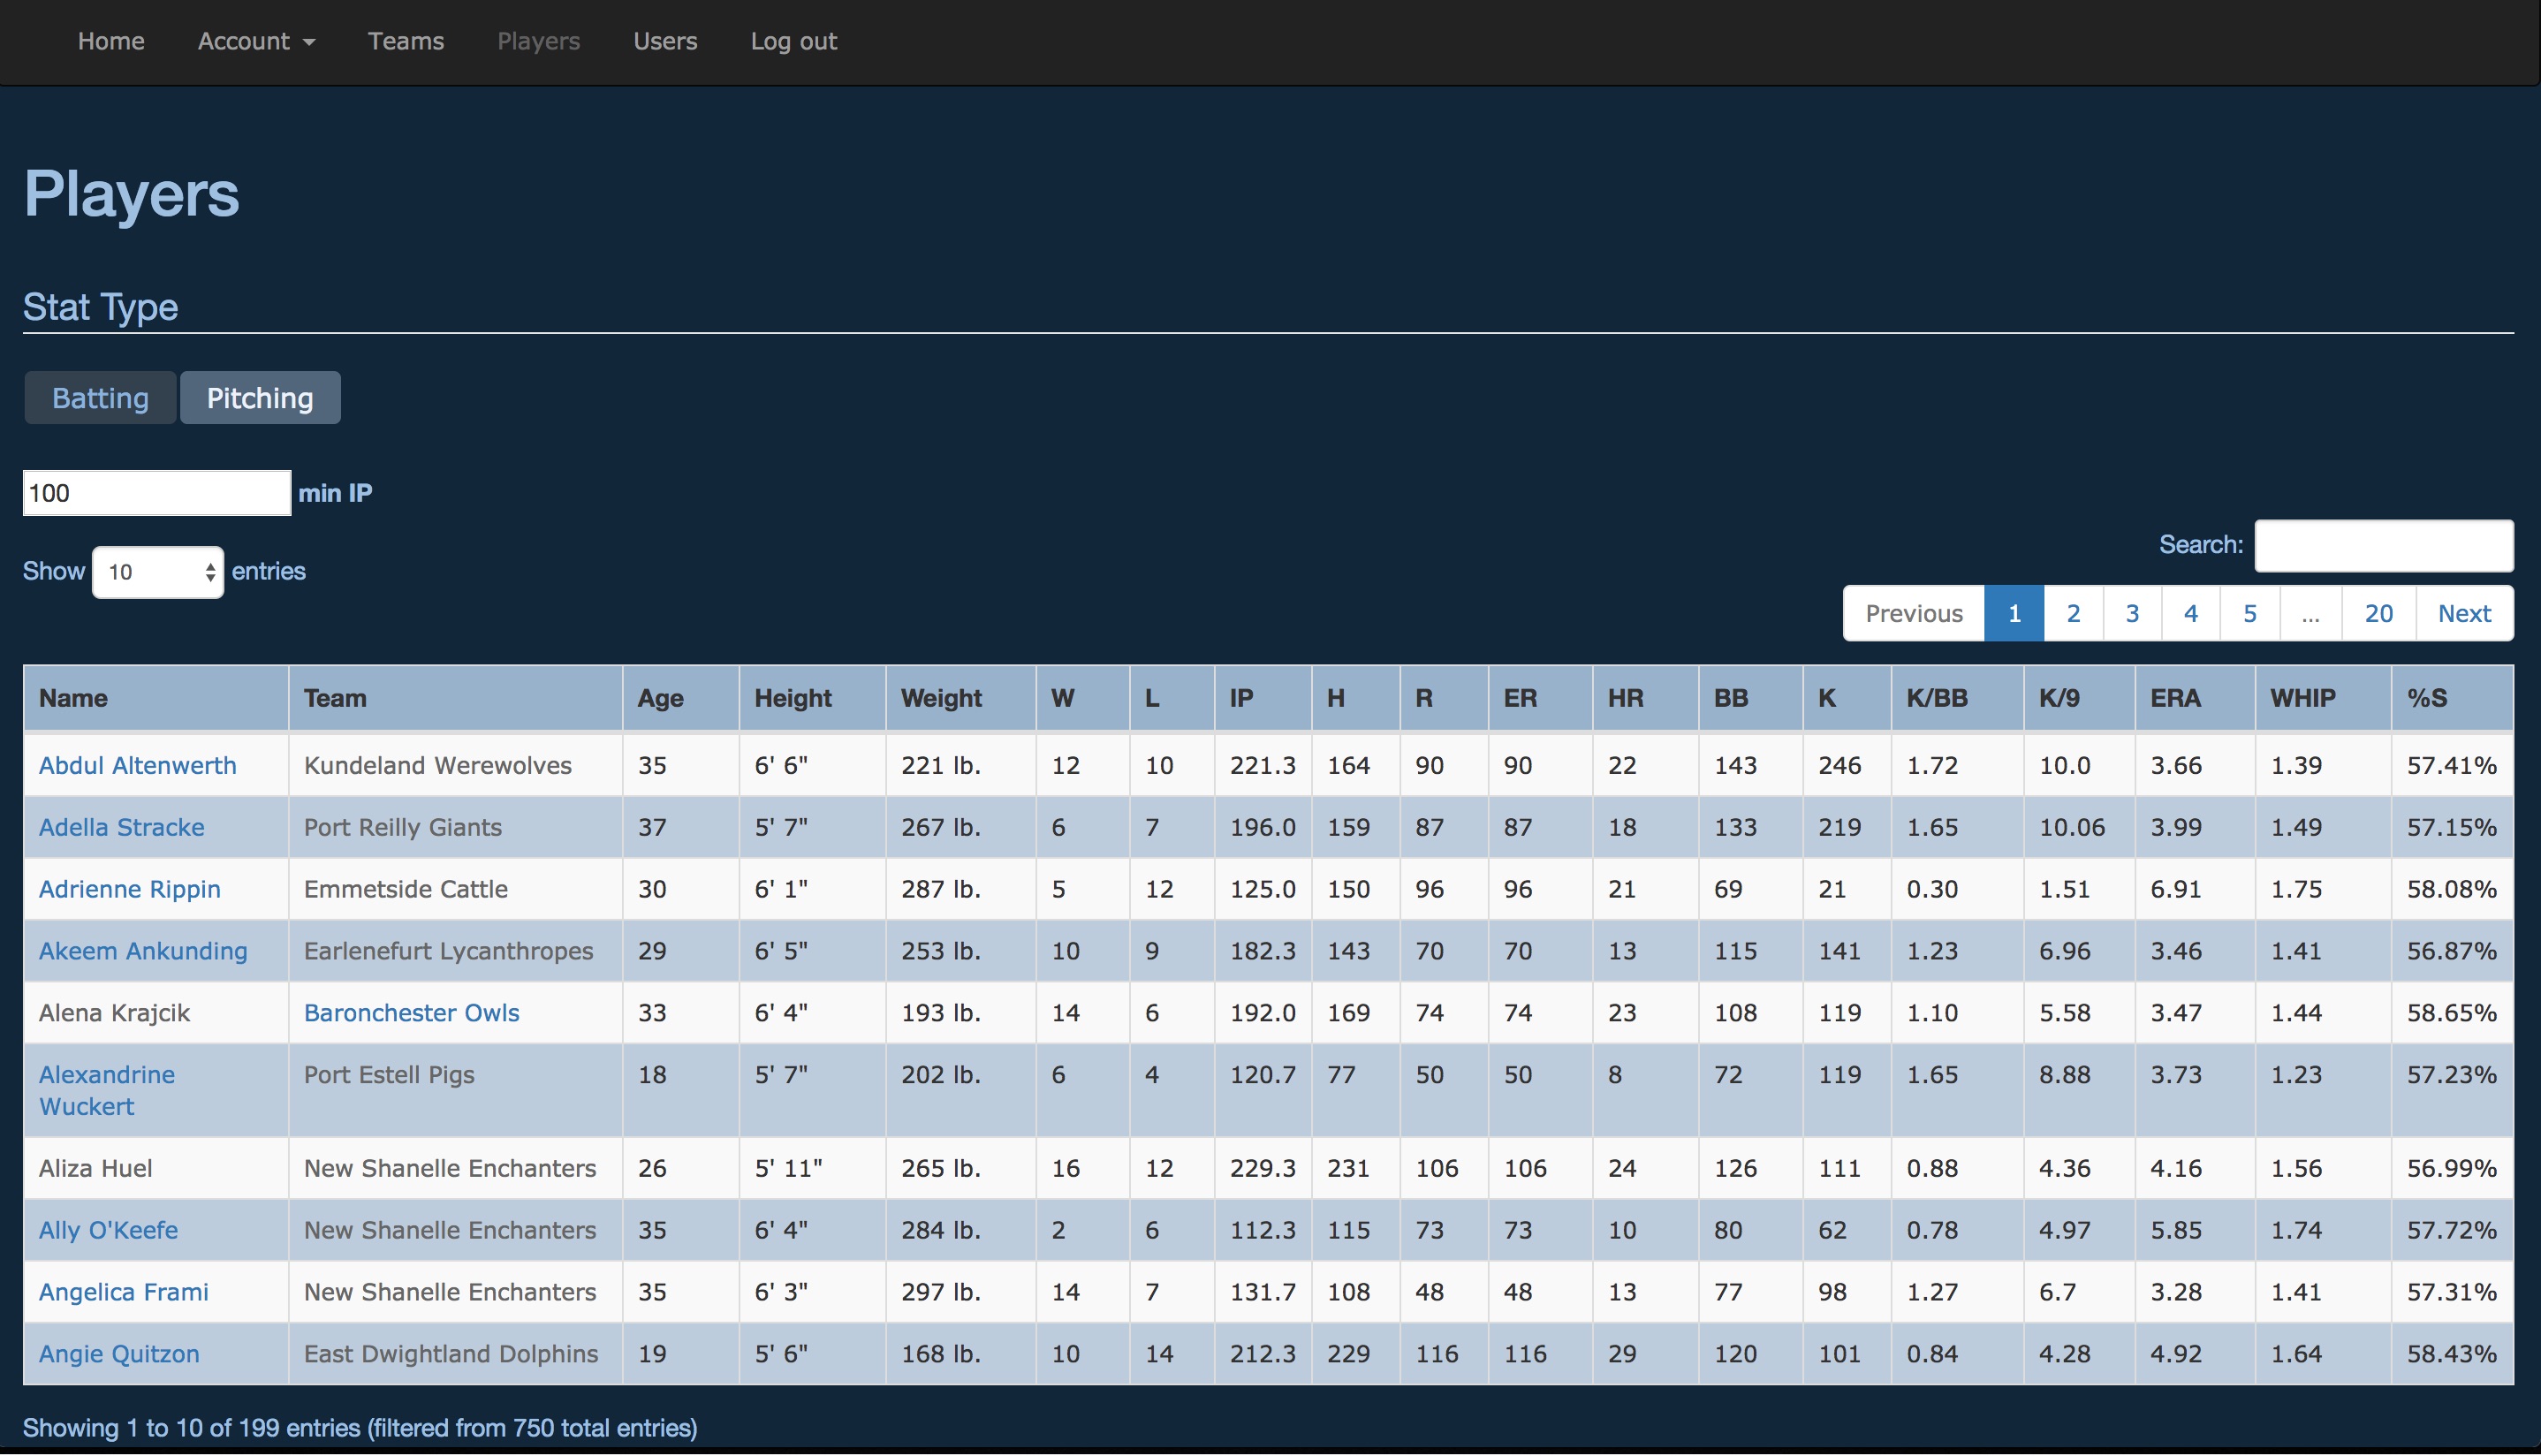 Home Account Teams Players Users Log out
Players
Stat Type
Batting Pitching
100 min IP
Search:
Show 10 entries
Previous 1 2 3 4 5 ... 20 Next
Name Team Age Height Weight W L IP H R ER HR BB K K/BB K/9 ERA WHIP %S
Abdul Altenwerth Kundeland Werewolves 35 6' 6" 221 lb. 12 10 221.3 164 90 90 22 143 246 1.72 10.0 3.66 1.39 57.41%
Adella Stracke Port Reilly Giants 37 5' 7" 267 lb. 6 7 196.0 159 87 87 18 133 219 1.65 10.06 3.99 1.49 57.15%
Adrienne Rippin Emmetside Cattle 30 6' 1" 287 lb. 5 12 125.0 150 96 96 21 69 21 0.30 1.51 6.91 1.75 58.08%
Akeem Ankunding Earlenefurt Lycanthropes 29 6' 5" 253 lb. 10 9 182.3 143 70 70 13 115 141 1.23 6.96 3.46 1.41 56.87%
Alena Krajcik Baronchester Owls 33 6' 4" 193 lb. 14 6 192.0 169 74 74 23 108 119 1.10 5.58 3.47 1.44 58.65%
Alexandrine Port Estell Pigs 18 5' 7" 202 lb. 6 4 120.7 77 50 50 8 72 119 1.65 8.88 3.73 1.23 57.23%
Wuckert
Aliza Huel New Shanelle Enchanters 26 5' 11" 265 lb. 16 12 229.3 231 106 106 24 126 111 0.88 4.36 4.16 1.56 56.99%
Ally O'Keefe New Shanelle Enchanters 35 6' 4" 284 lb. 2 6 112.3 115 73 73 10 80 62 0.78 4.97 5.85 1.74 57.72%
Angelica Frami New Shanelle Enchanters 35 6' 3" 297 lb. 14 7 131.7 108 48 48 13 77 98 1.27 6.7 3.28 1.41 57.31%
Angie Quitzon East Dwightland Dolphins 19 5' 6" 168 lb. 10 14 212.3 229 116 116 29 120 101 0.84 4.28 4.92 1.64 58.43%
Showing 1 to 10 of 199 entries (filtered from 750 total entries)